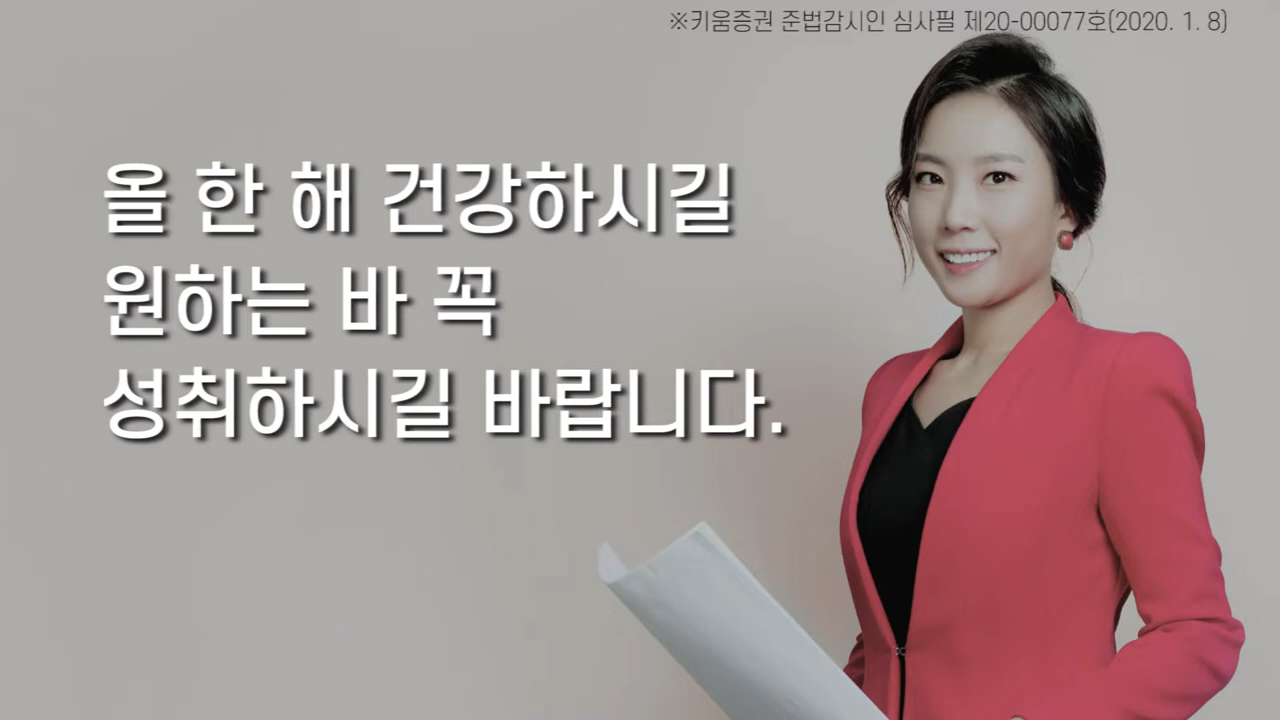 ※키움증권 준법감시인 심사필 제20-00077호(2020. 1. 8)
올 한 해 건강하시길
원하는 바 꼭
성취하시길 바랍니다.